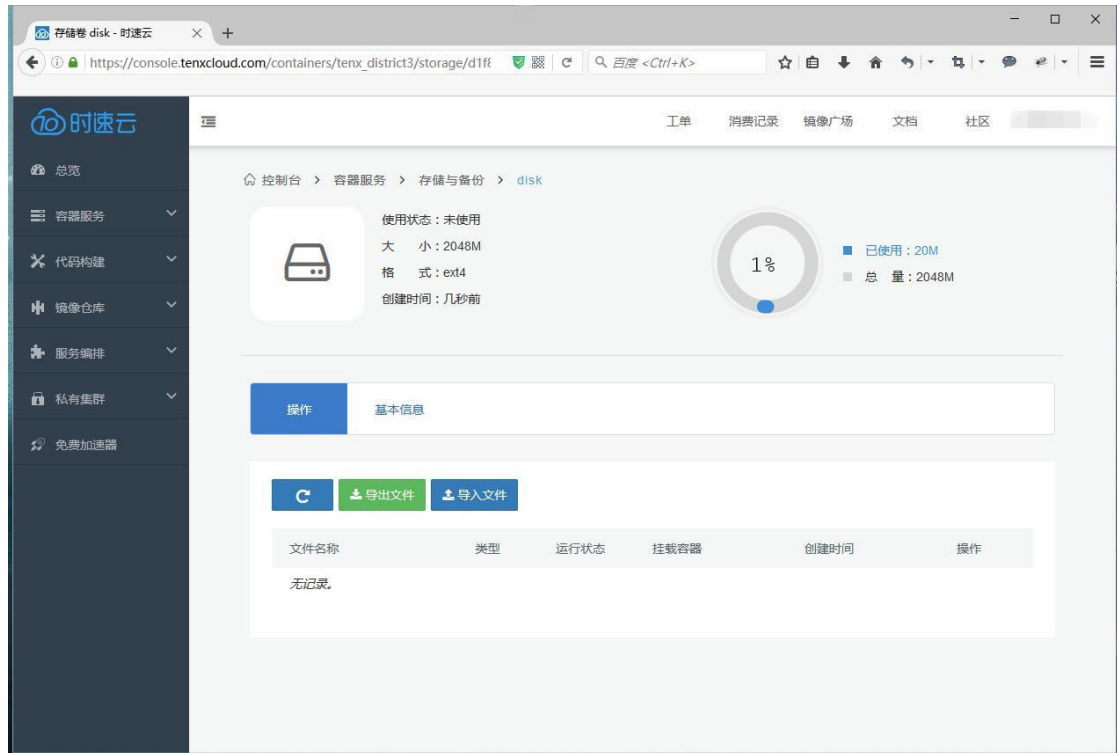 存储卷 disk - 时速云
https://console.tenxcloud.com/containers/tenx_district3/storage/d1f8
百度 <Ctrl+K>
时速云
工单 消费记录 镜像广场 文档 社区
总览
容器服务
代码构建
镜像仓库
服务编排
私有集群
免费加速器
控制台 > 容器服务 > 存储与备份 > disk
使用状态：未使用
大 小：2048M
格 式：ext4
创建时间：几秒前
1%
已使用：20M
总 量：2048M
操作 基本信息
导出文件 导入文件
文件名称 类型 运行状态 挂载容器 创建时间 操作
无记录。